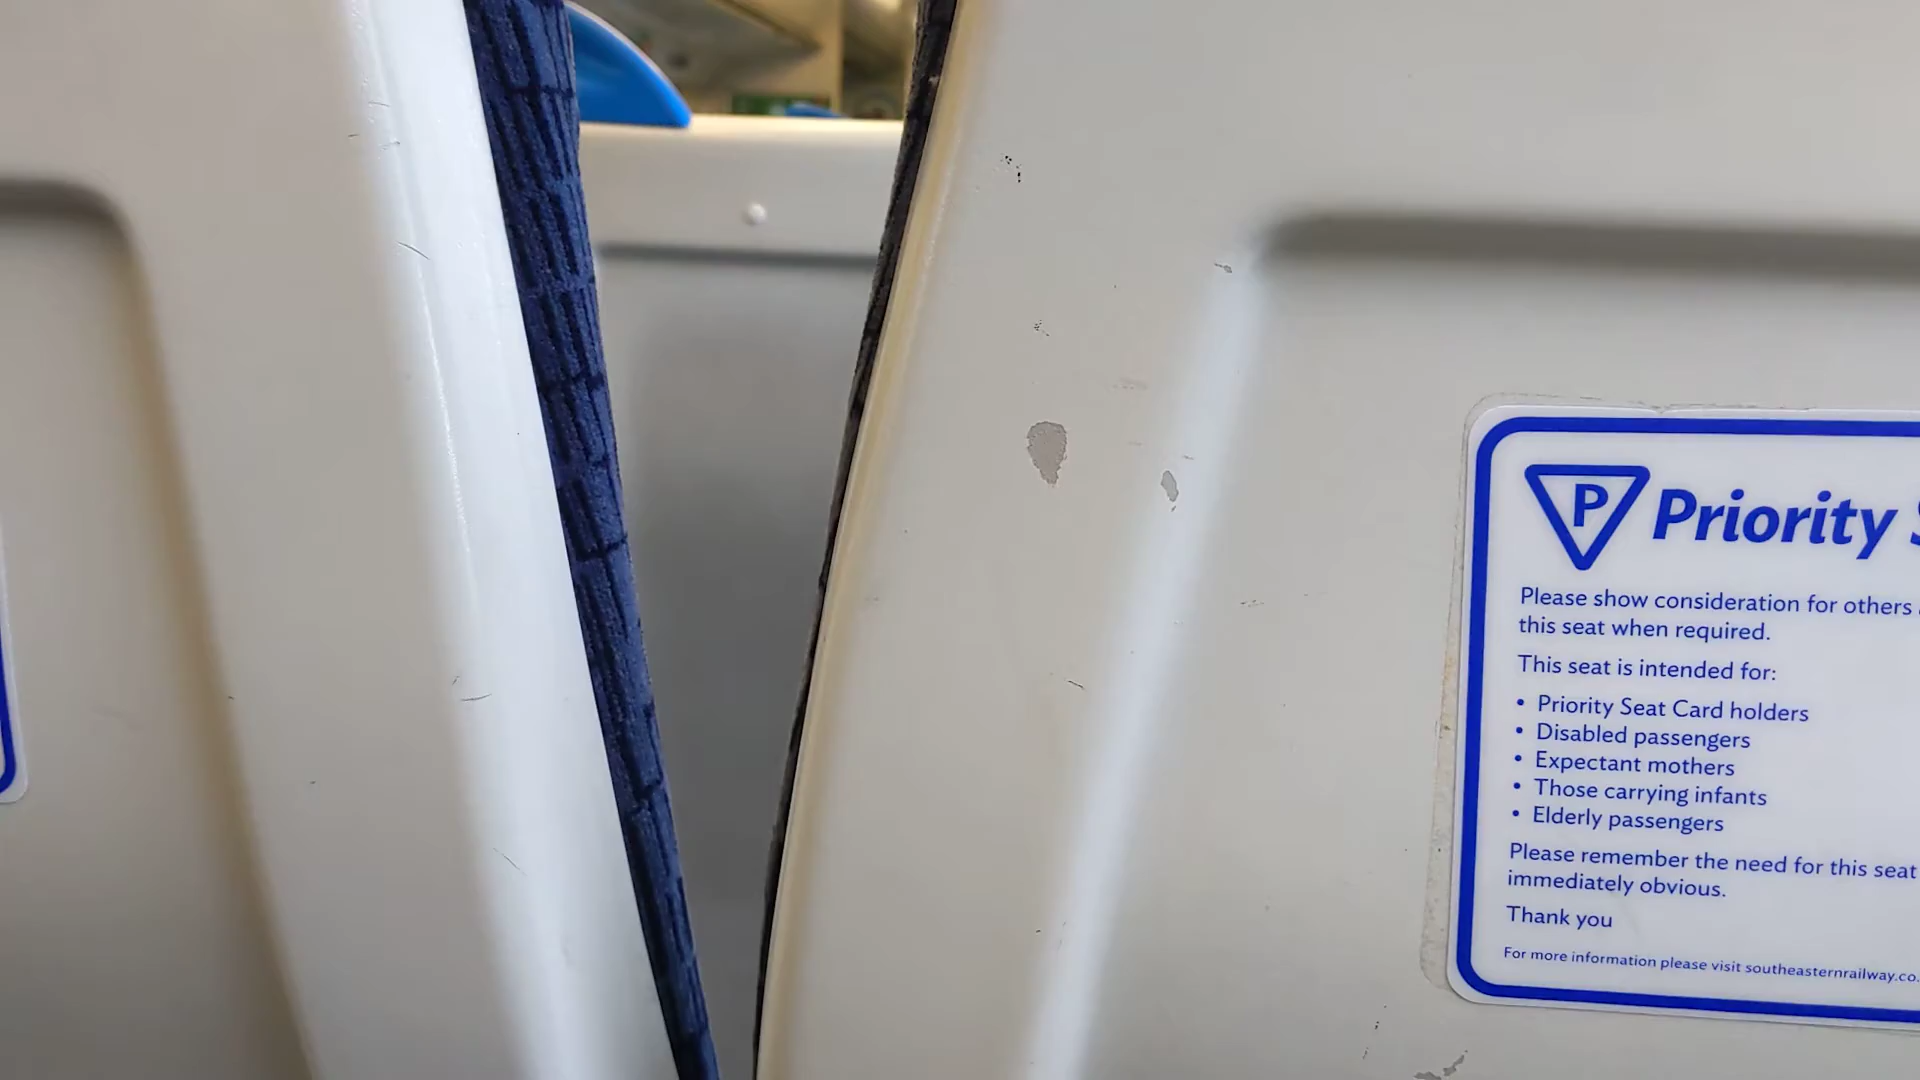 P Priority
Please show consideration for others
this seat when required.
This seat is intended for:
• Priority Seat Card holders
• Disabled passengers
• Expectant mothers
• Those carrying infants
• Elderly passengers
Please remember the need for this seat
immediately obvious.
Thank you
For more information please visit southeasternrailway.co.